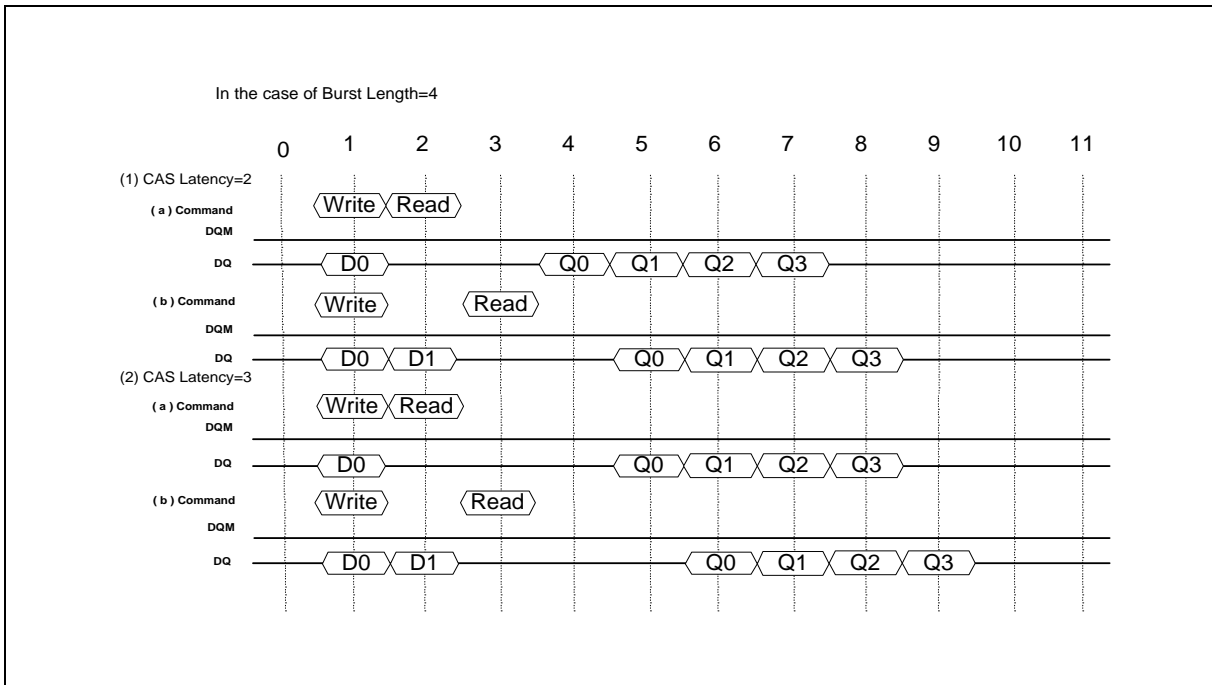 In the case of Burst Length=4
0 1 2 3 4 5 6 7 8 9 10 11
(1) CAS Latency=2
( a ) Command Write Read
DQM
DQ D0 Q0 Q1 Q2 Q3
( b ) Command Write Read
DQM
DQ D0 D1 Q0 Q1 Q2 Q3
(2) CAS Latency=3
( a ) Command Write Read
DQM
DQ D0 Q0 Q1 Q2 Q3
( b ) Command Write Read
DQM
DQ D0 D1 Q0 Q1 Q2 Q3